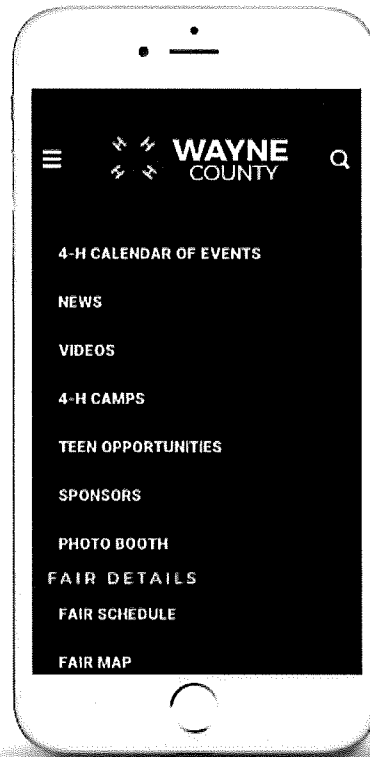 H H
H H
WAYNE
COUNTY
4-H CALENDAR OF EVENTS
NEWS
VIDEOS
4-H CAMPS
TEEN OPPORTUNITIES
SPONSORS
PHOTO BOOTH
FAIR DETAILS
FAIR SCHEDULE
FAIR MAP